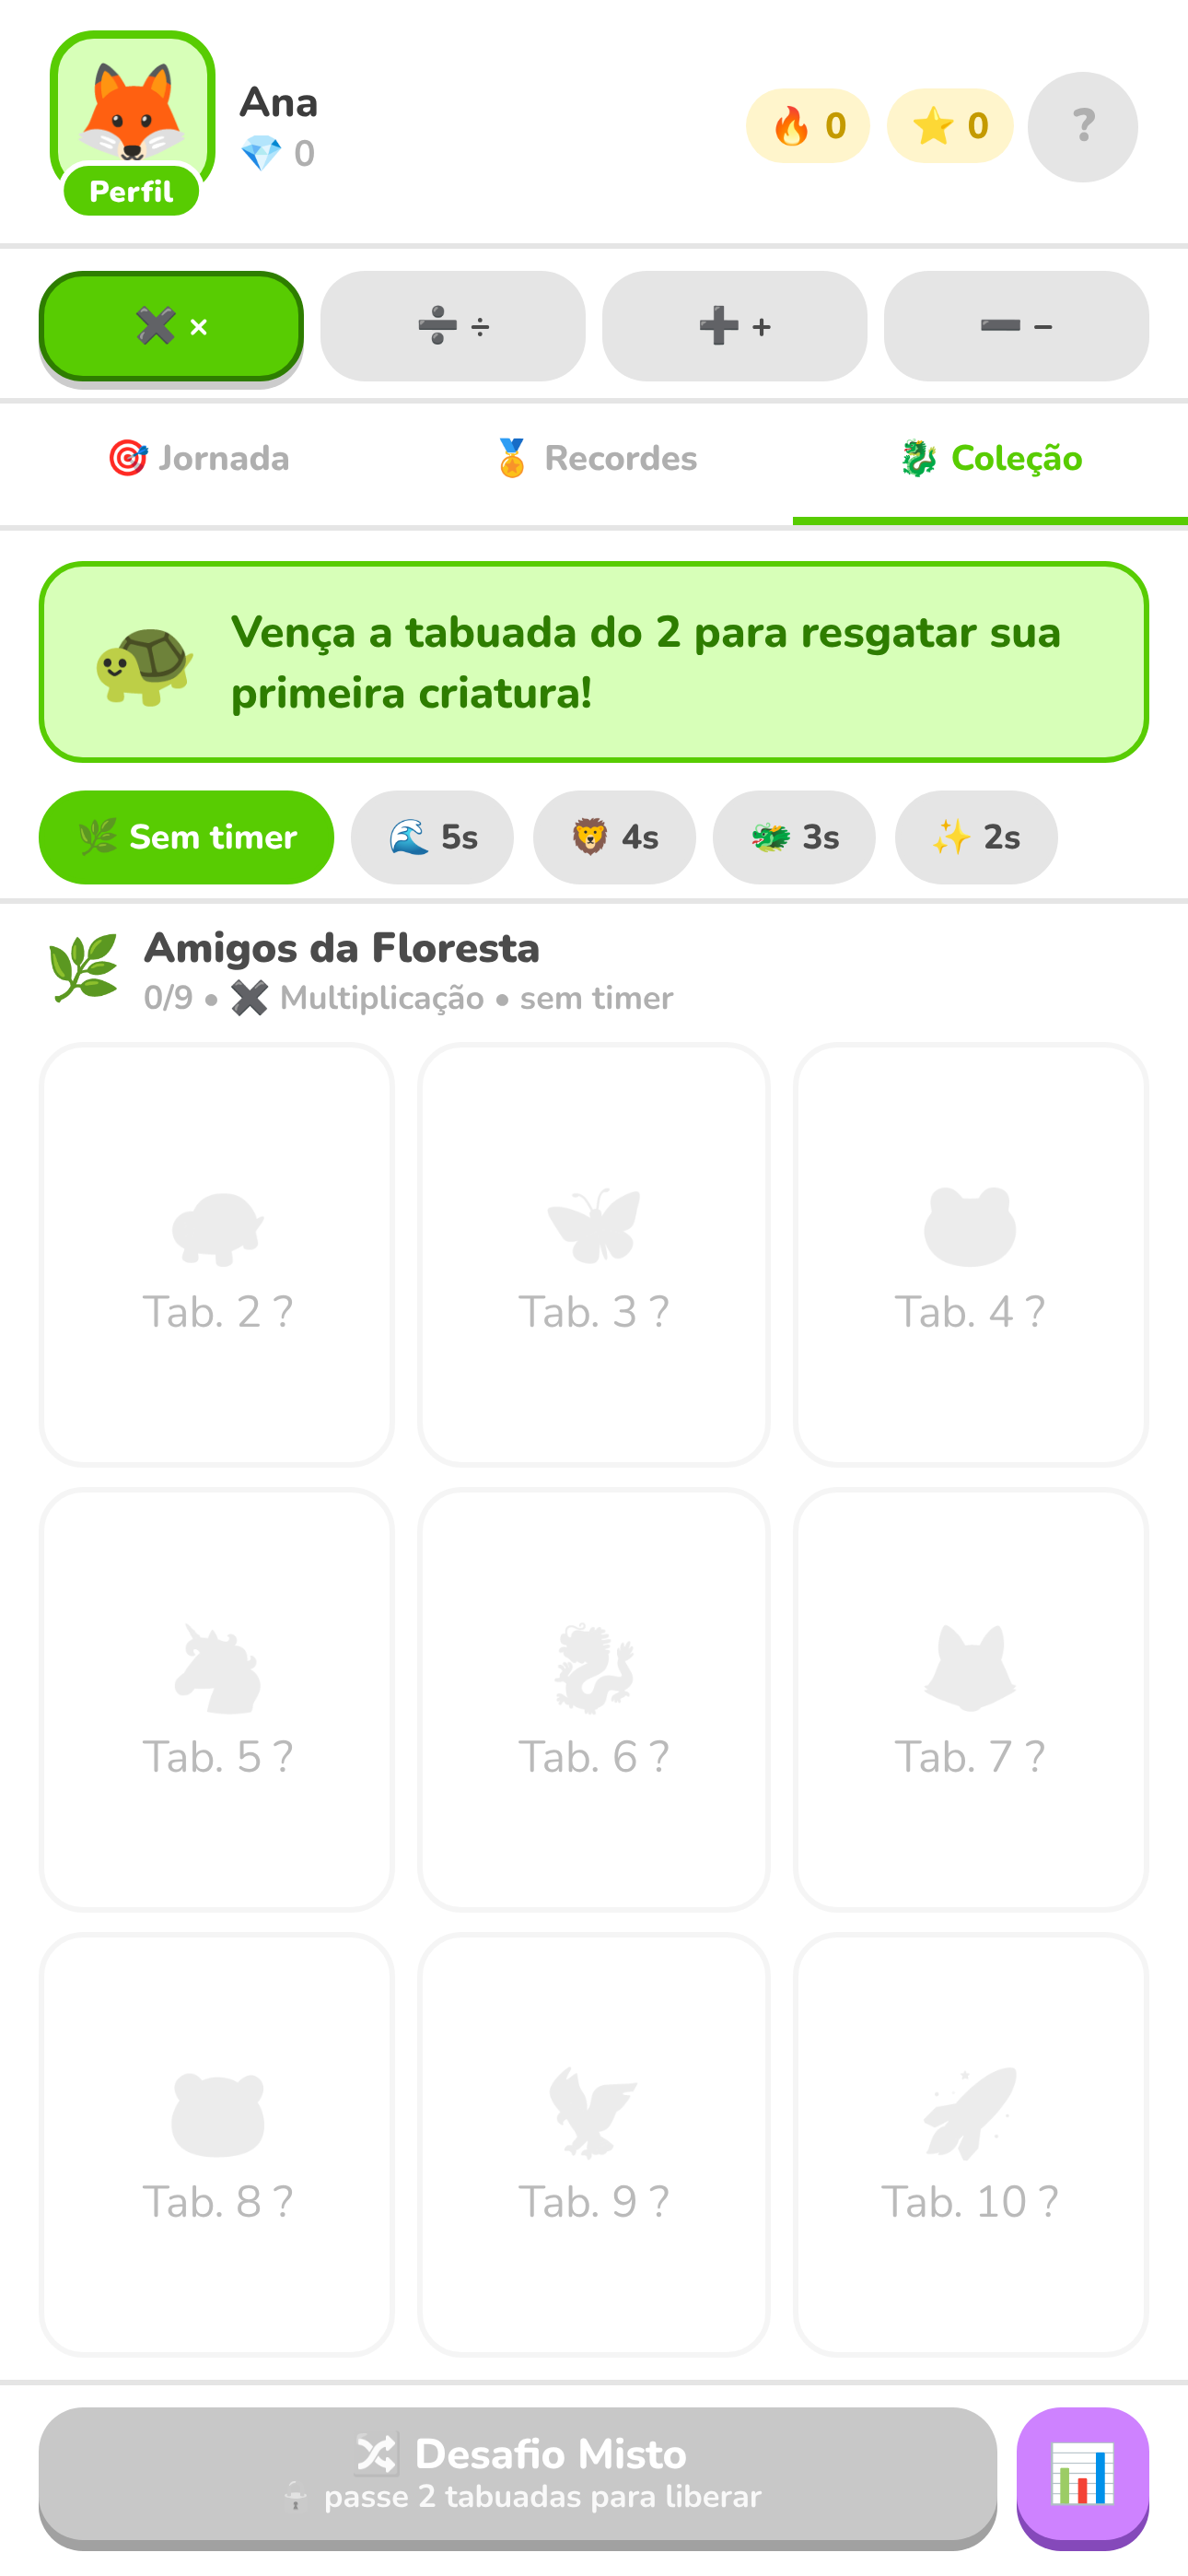 Ana
💎 0
🔥 0
⭐ 0
?
Perfil
✖️ ×
➗ ÷
➕ +
➖ −
🎯 Jornada
🏅 Recordes
🐉 Coleção
Vença a tabuada do 2 para resgatar sua
primeira criatura!
🌿 Sem timer
🌊 5s
🦁 4s
🐲 3s
✨ 2s
Amigos da Floresta
0/9 • ✖️ Multiplicação • sem timer
Tab. 2 ?
Tab. 3 ?
Tab. 4 ?
Tab. 5 ?
Tab. 6 ?
Tab. 7 ?
Tab. 8 ?
Tab. 9 ?
Tab. 10 ?
🔀 Desafio Misto
🔒 passe 2 tabuadas para liberar